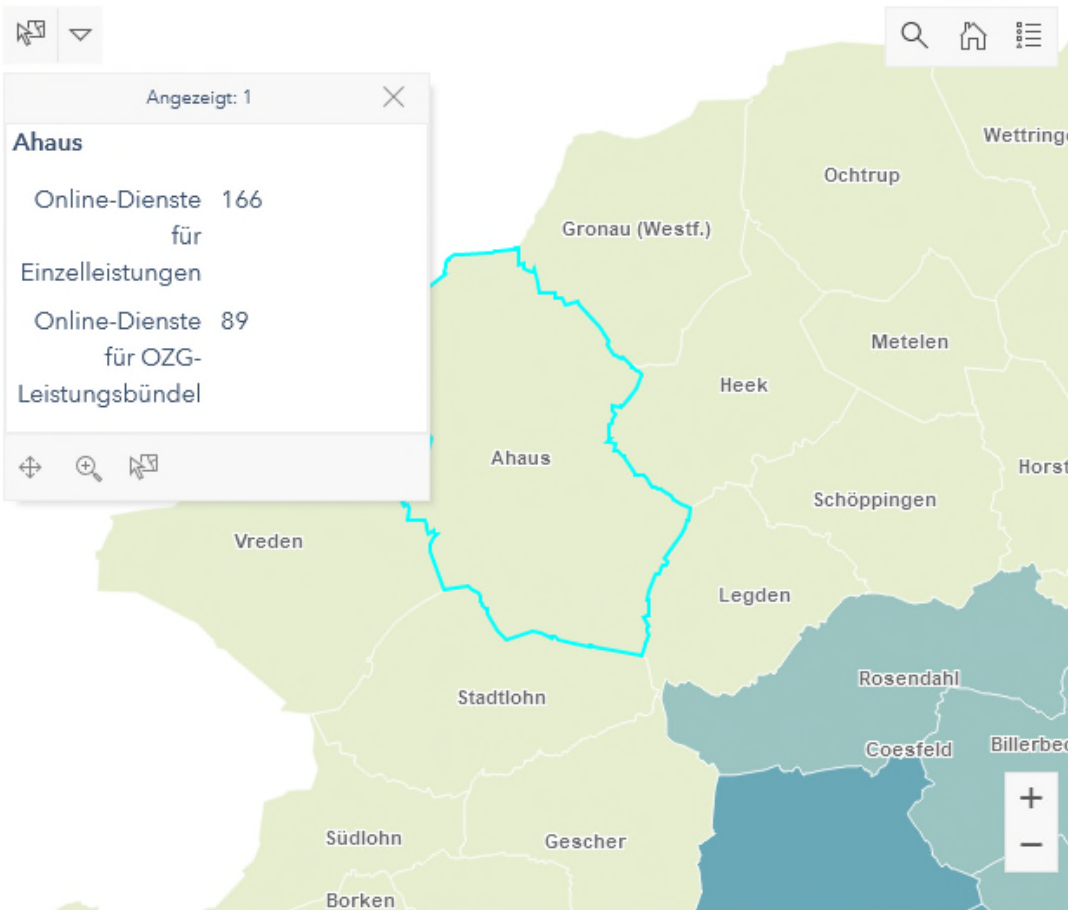 Angezeigt: 1
Ahaus
Online-Dienste 166
für
Einzelleistungen
Online-Dienste 89
für OZG-
Leistungsbündel
Wettring
Ochtrup
Gronau (Westf.)
Metelen
Heek
Ahaus
Horst
Schöppingen
Vreden
Legden
Rosendahl
Stadtlohn
Coesfeld
Billerbec
+
−
Südlohn
Gescher
Borken